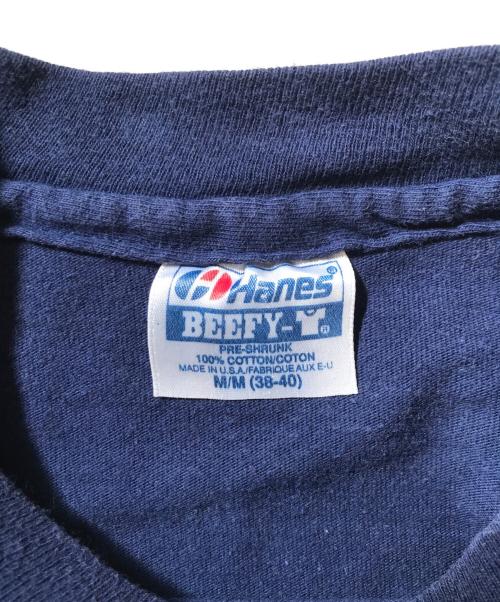 Hanes®
BEEFY-T®
PRE-SHRUNK
100% COTTON/COTON
MADE IN U.S.A./FABRIQUE AUX E-U
M/M (38-40)